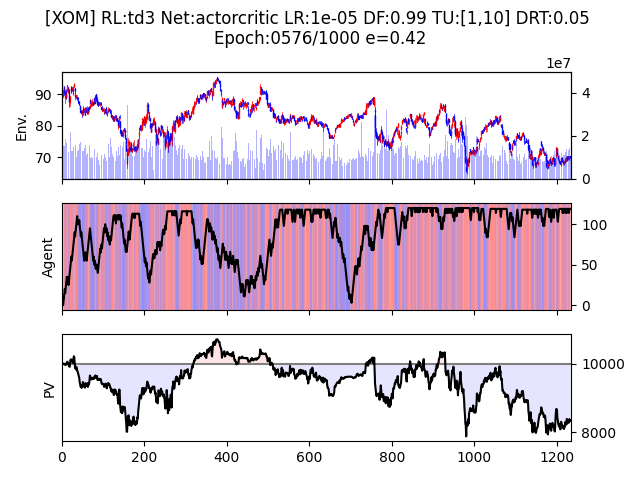 [XOM] RL:td3 Net:actorcritic LR:1e-05 DF:0.99 TU:[1,10] DRT:0.05
Epoch:0576/1000 e=0.42
1e7
Env.
90
80
70
4
2
0
Agent
100
50
0
PV
10000
8000
0 200 400 600 800 1000 1200